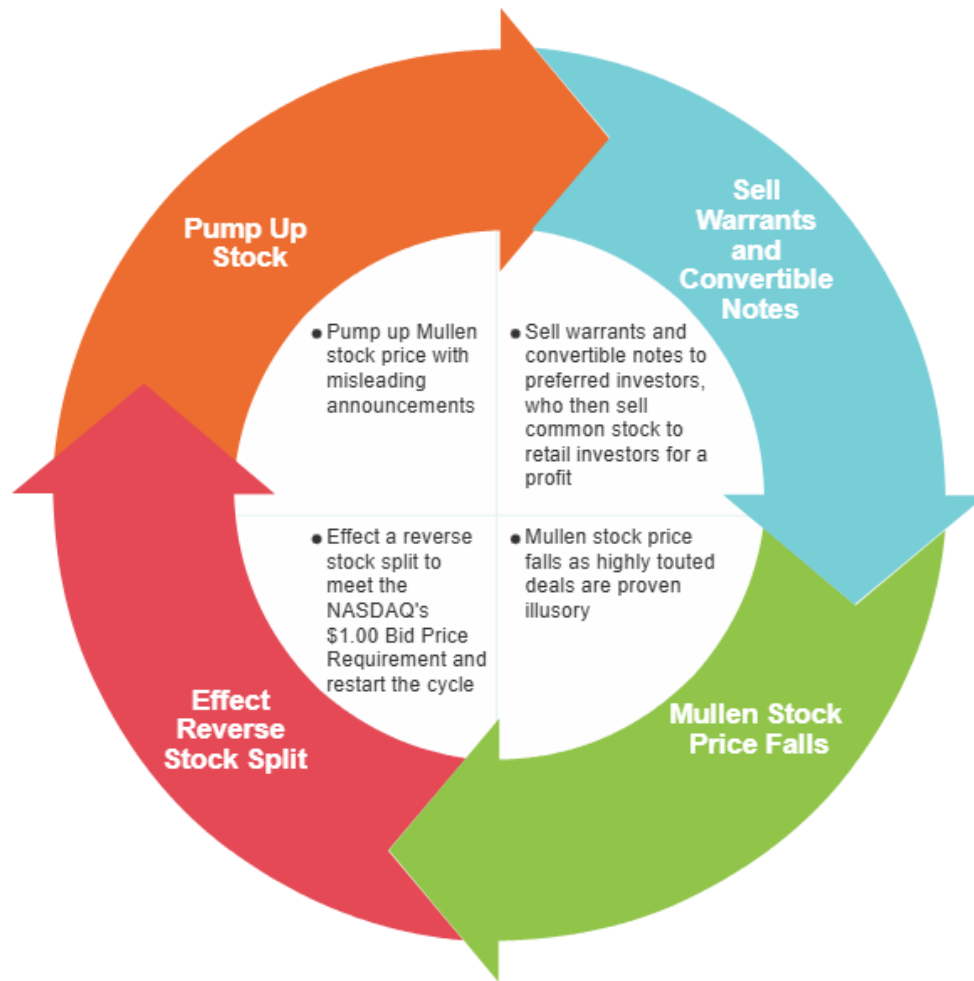 Pump Up
Stock
Sell
Warrants
and
Convertible
Notes
● Pump up Mullen
stock price with
misleading
announcements
● Sell warrants and
convertible notes to
preferred investors,
who then sell
common stock to
retail investors for a
profit
● Effect a reverse
stock split to
meet the
NASDAQ's
$1.00 Bid Price
Requirement and
restart the cycle
● Mullen stock price
falls as highly touted
deals are proven
illusory
Effect
Reverse
Stock Split
Mullen Stock
Price Falls